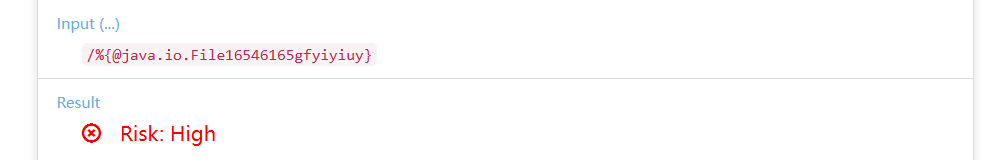 Input (...)
/%{@java.io.File16546165gfyiyiuy}
Result
Risk: High